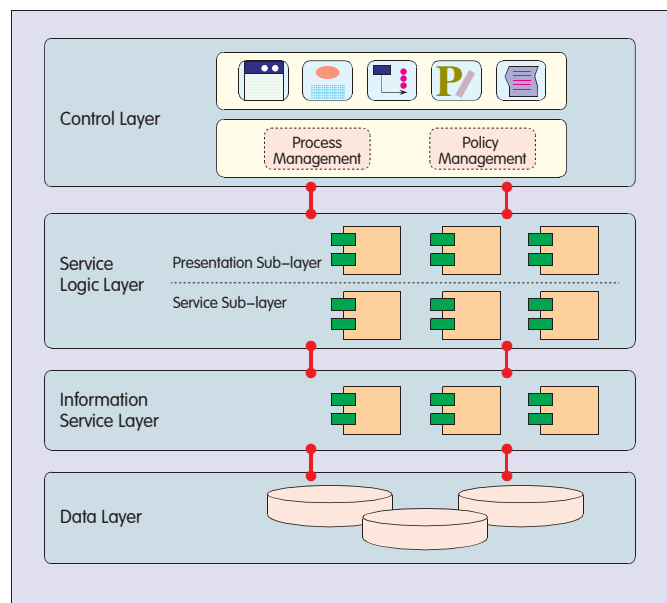 Control Layer
P
Process
Management
Policy
Management
Service
Logic Layer
Presentation Sub-layer
Service Sub-layer
Information
Service Layer
Data Layer